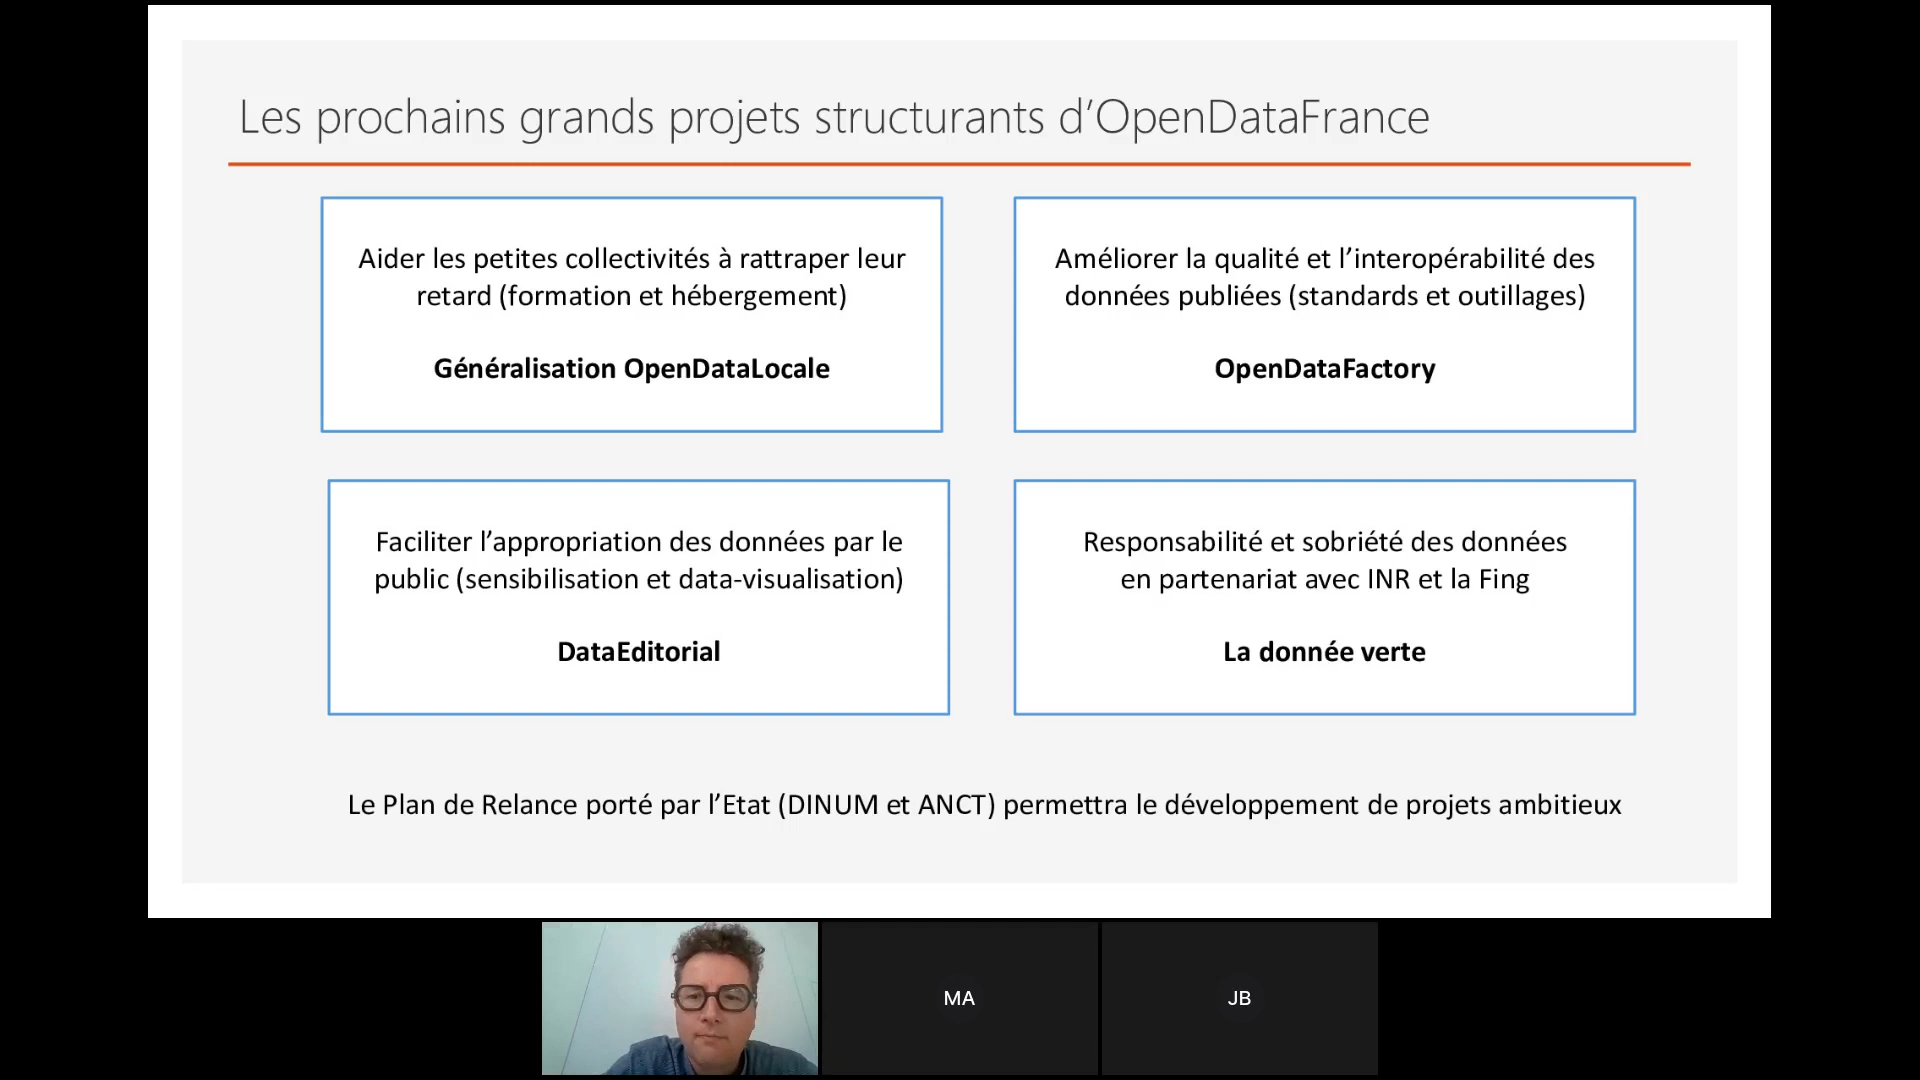 Les prochains grands projets structurants d’OpenDataFrance
Aider les petites collectivités à rattraper leur
retard (formation et hébergement)
Généralisation OpenDataLocale
Améliorer la qualité et l’interopérabilité des
données publiées (standards et outillages)
OpenDataFactory
Faciliter l’appropriation des données par le
public (sensibilisation et data-visualisation)
DataEditorial
Responsabilité et sobriété des données
en partenariat avec INR et la Fing
La donnée verte
Le Plan de Relance porté par l’Etat (DINUM et ANCT) permettra le développement de projets ambitieux
MA
JB